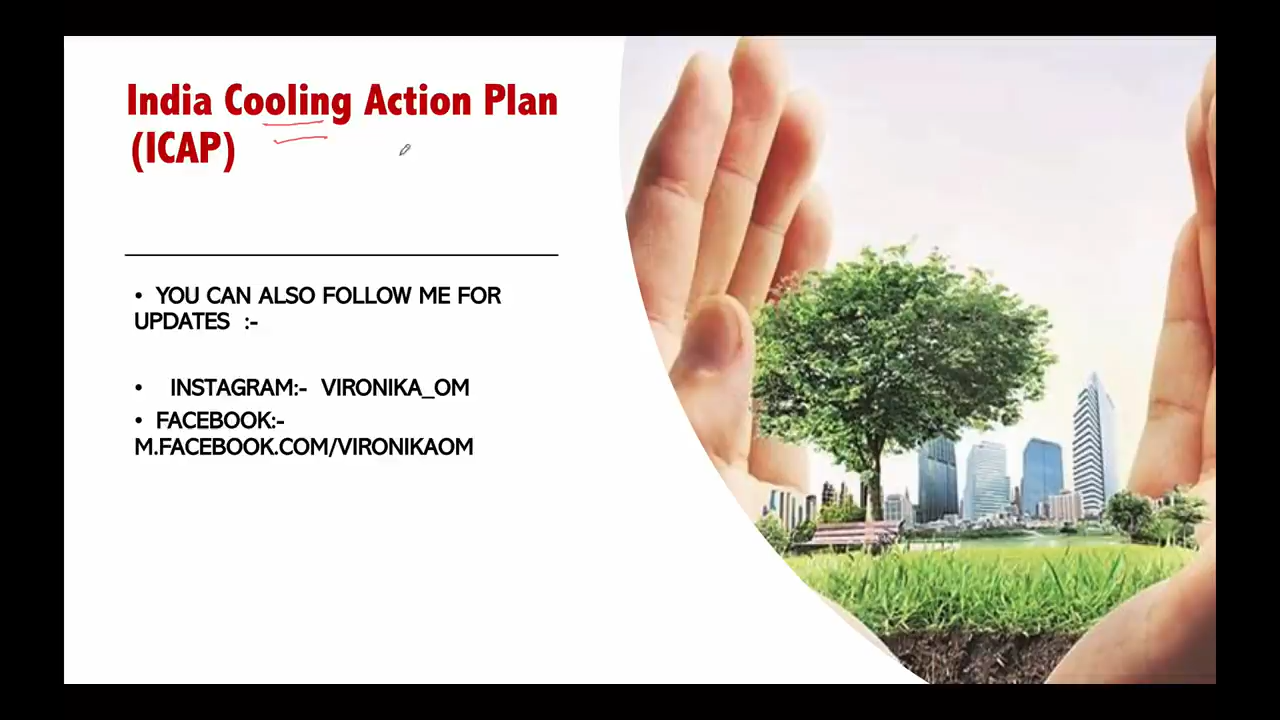 India Cooling Action Plan
(ICAP)
• YOU CAN ALSO FOLLOW ME FOR
UPDATES :-
• INSTAGRAM:- VIRONIKA_OM
• FACEBOOK:-
M.FACEBOOK.COM/VIRONIKAOM